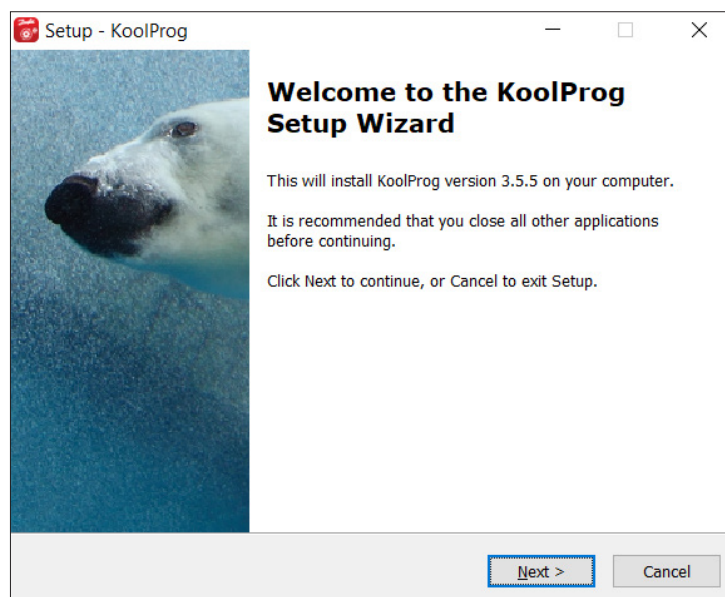 Setup - KoolProg
Welcome to the KoolProg
Setup Wizard
This will install KoolProg version 3.5.5 on your computer.
It is recommended that you close all other applications
before continuing.
Click Next to continue, or Cancel to exit Setup.
Next >
Cancel